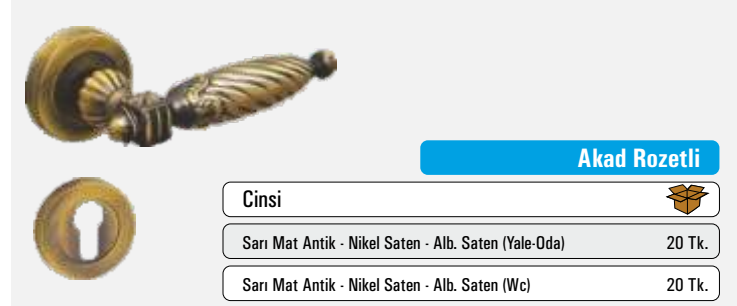 Akad Rozetli
Cinsi
Sarı Mat Antik - Nikel Saten - Alb. Saten (Yale-Oda) 20 Tk.
Sarı Mat Antik - Nikel Saten - Alb. Saten (Wc) 20 Tk.